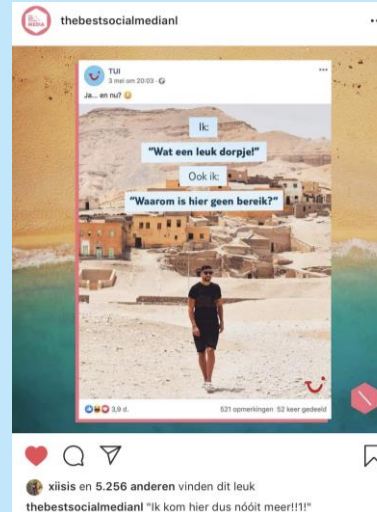 thebestsocialmedianl
MEDIA
TUI
3 mei om 20:03
Ja... en nu?
Ik:
"Wat een leuk dorpje!"
Ook ik:
"Waarom is hier geen bereik?"
3,9 d.
521 opmerkingen 52 keer gedeeld
xiisis en 5.256 anderen vinden dit leuk
thebestsocialmedianl "Ik kom hier dus nóóit meer!!1!"